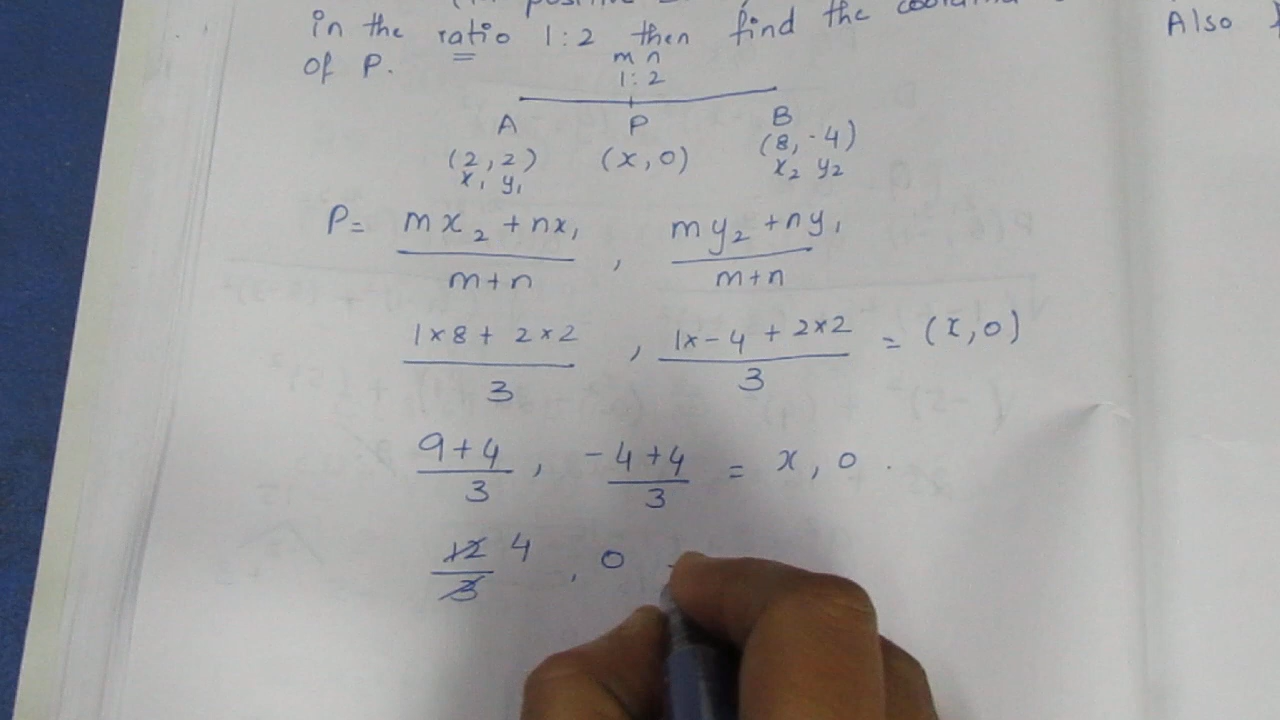 in the ratio 1:2 then find the Also
of P.
m n
1:2
A P B
(2,2) (x,0) (8,-4)
x₁ y₁ x₂ y₂
P= mx₂+nx₁/m+n , my₂+ny₁/m+n
1×8+2×2/3 , 1×-4+2×2/3 = (x,0)
9+4/3 , -4+4/3 = x,0.
12/3 4 , 0